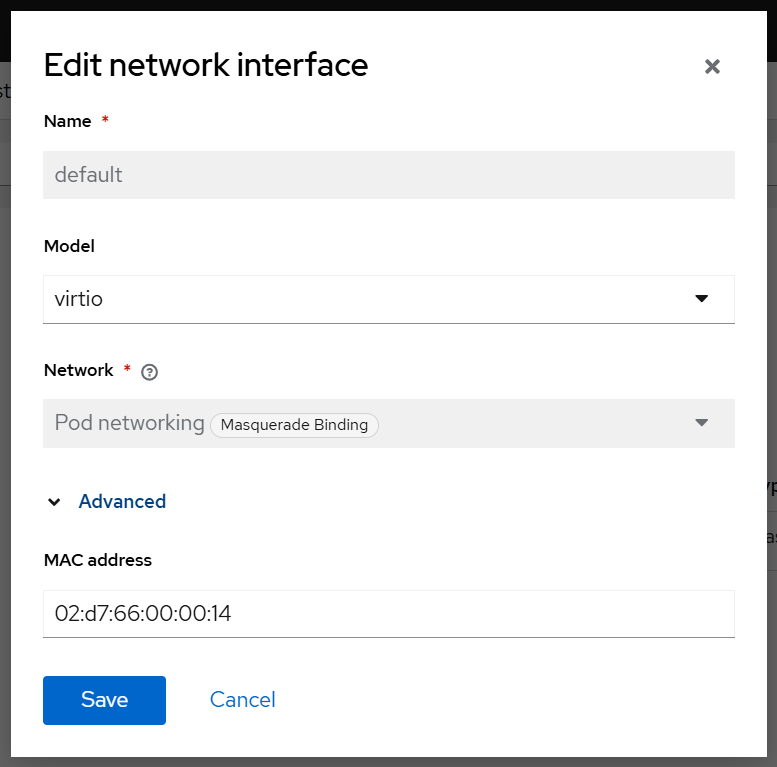 Edit network interface
Name *
default
Model
virtio
Network *
Pod networking Masquerade Binding
Advanced
MAC address
02:d7:66:00:00:14
Save Cancel